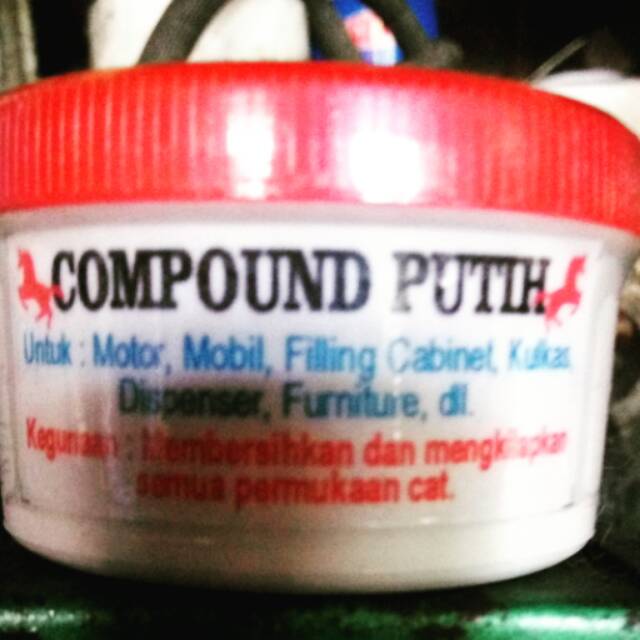 COMPOUND PUTIH
Untuk : Motor, Mobil, Filling Cabinet, Kulkas,
Dispenser, Furniture, dll.
Kegunaan : Membersihkan dan mengkilapkan
semua permukaan cat.